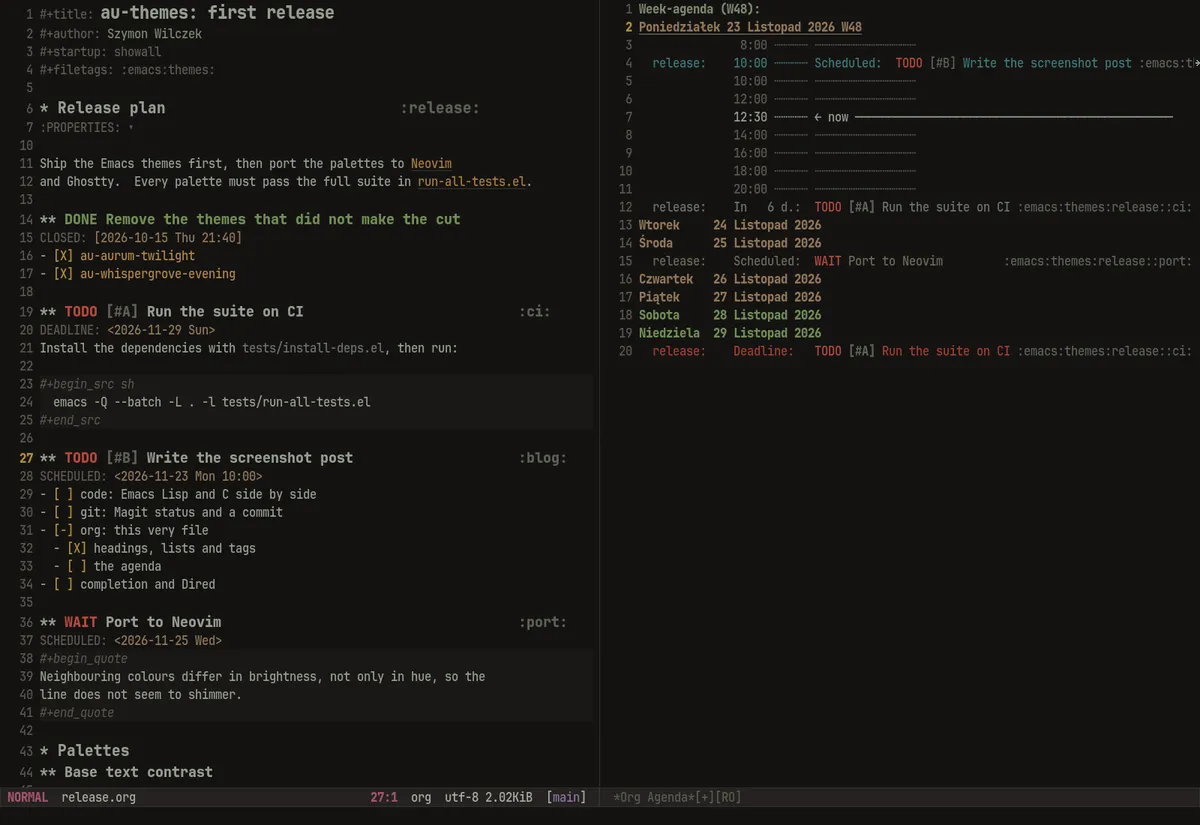 1 #+title: au-themes: first release
2 #+author: Szymon Wilczek
3 #+startup: showall
4 #+filetags: :emacs:themes:
5
6 * Release plan :release:
7 :PROPERTIES: ▾
10
11 Ship the Emacs themes first, then port the palettes to Neovim
12 and Ghostty.  Every palette must pass the full suite in run-all-tests.el.
13
14 ** DONE Remove the themes that did not make the cut
15 CLOSED: [2026-10-15 Thu 21:40]
16 - [X] au-aurum-twilight
17 - [X] au-whispergrove-evening
18
19 ** TODO [#A] Run the suite on CI :ci:
20 DEADLINE: <2026-11-29 Sun>
21 Install the dependencies with tests/install-deps.el, then run:
22
23 #+begin_src sh
24   emacs -Q --batch -L . -l tests/run-all-tests.el
25 #+end_src
26
27 ** TODO [#B] Write the screenshot post :blog:
28 SCHEDULED: <2026-11-23 Mon 10:00>
29 - [ ] code: Emacs Lisp and C side by side
30 - [ ] git: Magit status and a commit
31 - [-] org: this very file
32   - [X] headings, lists and tags
33   - [ ] the agenda
34 - [ ] completion and Dired
35
36 ** WAIT Port to Neovim :port:
37 SCHEDULED: <2026-11-25 Wed>
38 #+begin_quote
39 Neighbouring colours differ in brightness, not only in hue, so the
40 line does not seem to shimmer.
41 #+end_quote
42
43 * Palettes
44 ** Base text contrast
NORMAL release.org 27:1 org utf-8 2.02KiB [main]
1 Week-agenda (W48):
2 Poniedziałek 23 Listopad 2026 W48
3 8:00
4 release: 10:00 Scheduled: TODO [#B] Write the screenshot post :emacs:t
5 10:00
6 12:00
7 12:30 ← now
8 14:00
9 16:00
10 18:00
11 20:00
12 release: In 6 d.: TODO [#A] Run the suite on CI :emacs:themes:release::ci:
13 Wtorek 24 Listopad 2026
14 Środa 25 Listopad 2026
15 release: Scheduled: WAIT Port to Neovim :emacs:themes:release::port:
16 Czwartek 26 Listopad 2026
17 Piątek 27 Listopad 2026
18 Sobota 28 Listopad 2026
19 Niedziela 29 Listopad 2026
20 release: Deadline: TODO [#A] Run the suite on CI :emacs:themes:release::ci:
*Org Agenda*[+][RO]